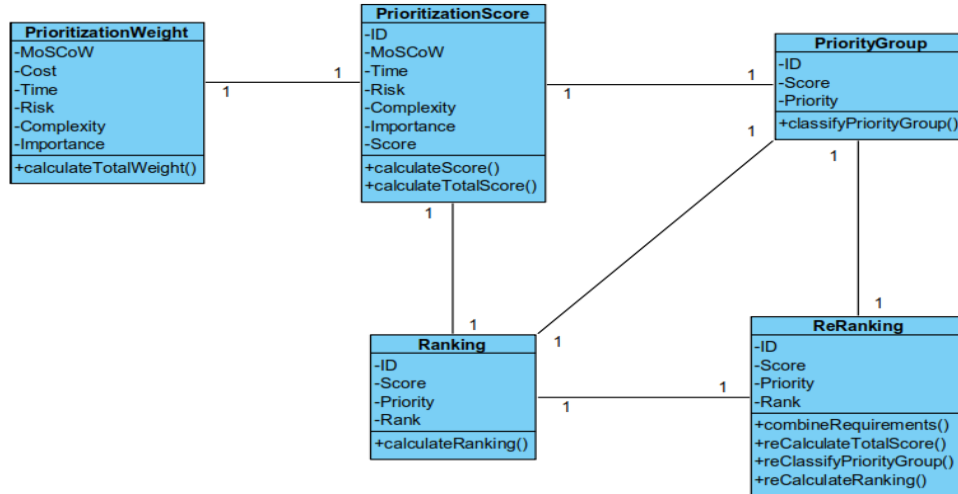 PrioritizationWeight
-MoSCoW
-Cost
-Time
-Risk
-Complexity
-Importance
+calculateTotalWeight()
1
1
PrioritizationScore
-ID
-MoSCoW
-Time
-Risk
-Complexity
-Importance
-Score
+calculateScore()
+calculateTotalScore()
1
1
PriorityGroup
-ID
-Score
-Priority
+classifyPriorityGroup()
1
1
1
1
1
1
Ranking
-ID
-Score
-Priority
-Rank
+calculateRanking()
1
1
ReRanking
-ID
-Score
-Priority
-Rank
+combineRequirements()
+reCalculateTotalScore()
+reClassifyPriorityGroup()
+reCalculateRanking()